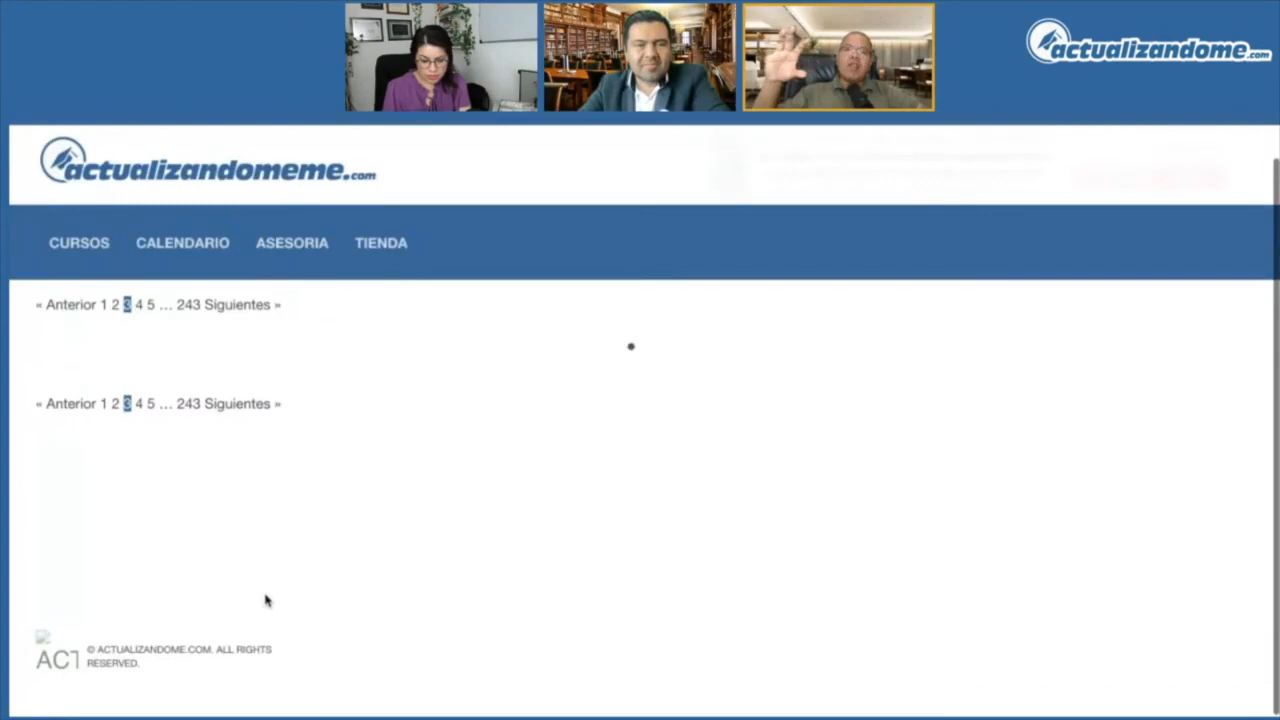 actualizandome.com
actualizandomeme.com
CURSOS CALENDARIO ASESORIA TIENDA
« Anterior 1 2 3 4 5 ... 243 Siguientes »
« Anterior 1 2 3 4 5 ... 243 Siguientes »
ACT
© ACTUALIZANDOME.COM. ALL RIGHTS
RESERVED.